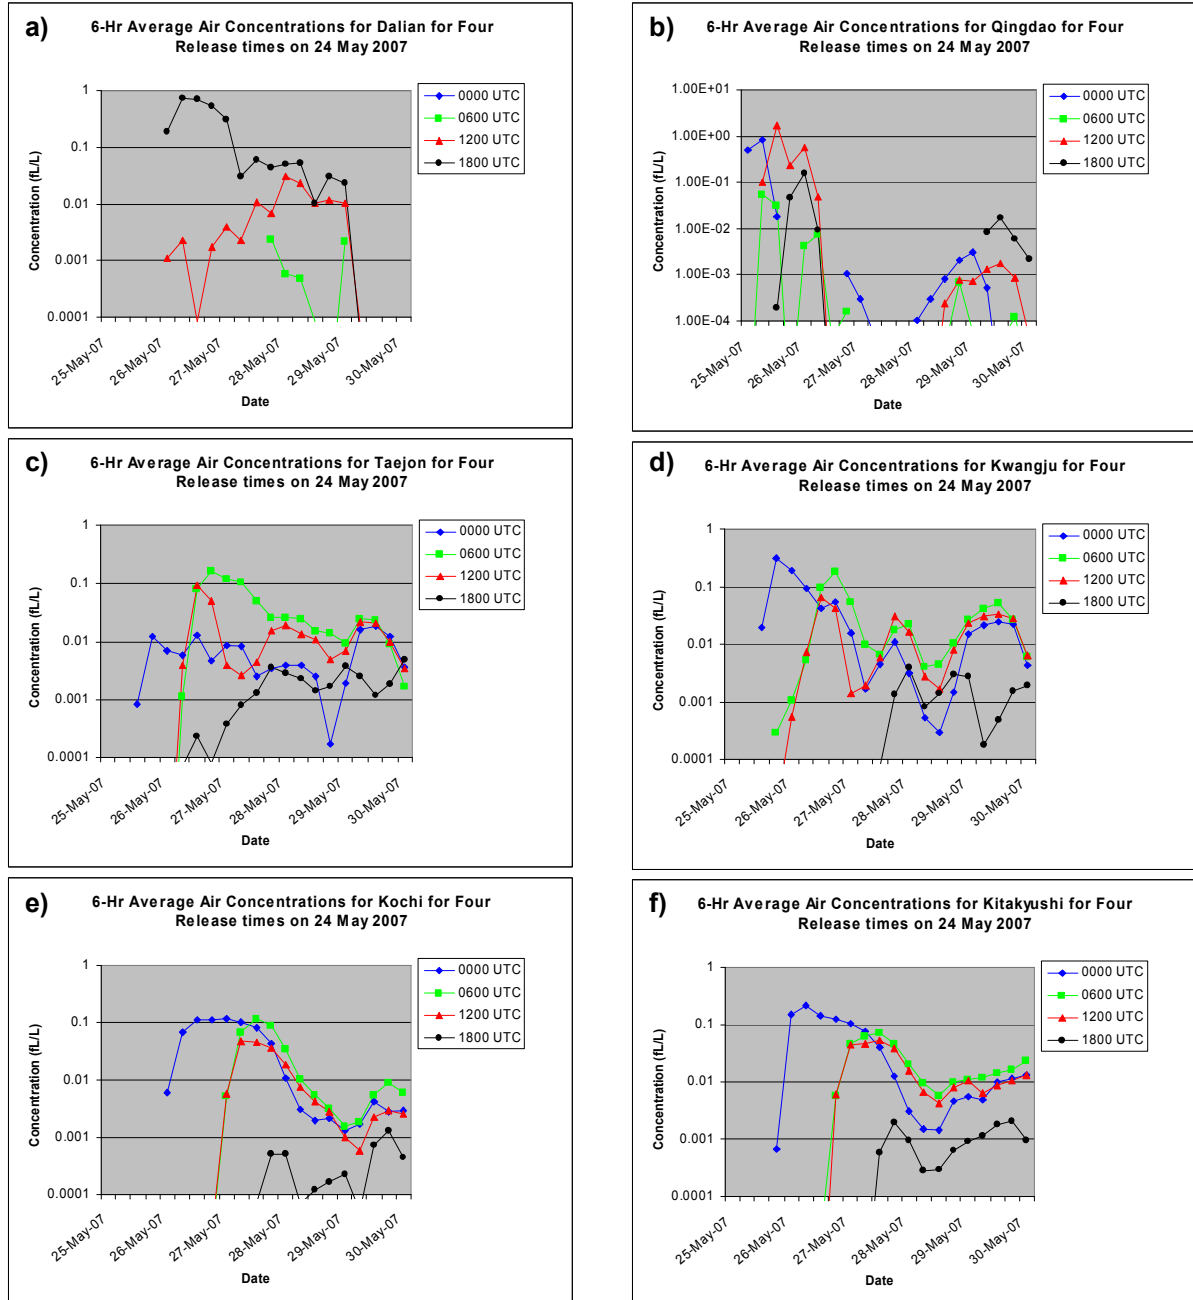 a)
6-Hr Average Air Concentrations for Dalian for Four
Release times on 24 May 2007
Concentration (fL/L)
1
0.1
0.01
0.001
0.0001
25-May-07
26-May-07
27-May-07
28-May-07
29-May-07
30-May-07
Date
0000 UTC
0600 UTC
1200 UTC
1800 UTC
b)
6-Hr Average Air Concentrations for Qingdao for Four
Release times on 24 May 2007
Concentration (fL/L)
1.00E+01
1.00E+00
1.00E-01
1.00E-02
1.00E-03
1.00E-04
25-May-07
26-May-07
27-May-07
28-May-07
29-May-07
30-May-07
Date
0000 UTC
0600 UTC
1200 UTC
1800 UTC
c)
6-Hr Average Air Concentrations for Taejon for Four
Release times on 24 May 2007
Concentration (fL/L)
1
0.1
0.01
0.001
0.0001
25-May-07
26-May-07
27-May-07
28-May-07
29-May-07
30-May-07
Date
0000 UTC
0600 UTC
1200 UTC
1800 UTC
d)
6-Hr Average Air Concentrations for Kwangju for Four
Release times on 24 May 2007
Concentration (fL/L)
1
0.1
0.01
0.001
0.0001
25-May-07
26-May-07
27-May-07
28-May-07
29-May-07
30-May-07
Date
0000 UTC
0600 UTC
1200 UTC
1800 UTC
e)
6-Hr Average Air Concentrations for Kochi for Four
Release times on 24 May 2007
Concentration (fL/L)
1
0.1
0.01
0.001
0.0001
25-May-07
26-May-07
27-May-07
28-May-07
29-May-07
30-May-07
Date
0000 UTC
0600 UTC
1200 UTC
1800 UTC
f)
6-Hr Average Air Concentrations for Kitakyushi for Four
Release times on 24 May 2007
Concentration (fL/L)
1
0.1
0.01
0.001
0.0001
25-May-07
26-May-07
27-May-07
28-May-07
29-May-07
30-May-07
Date
0000 UTC
0600 UTC
1200 UTC
1800 UTC